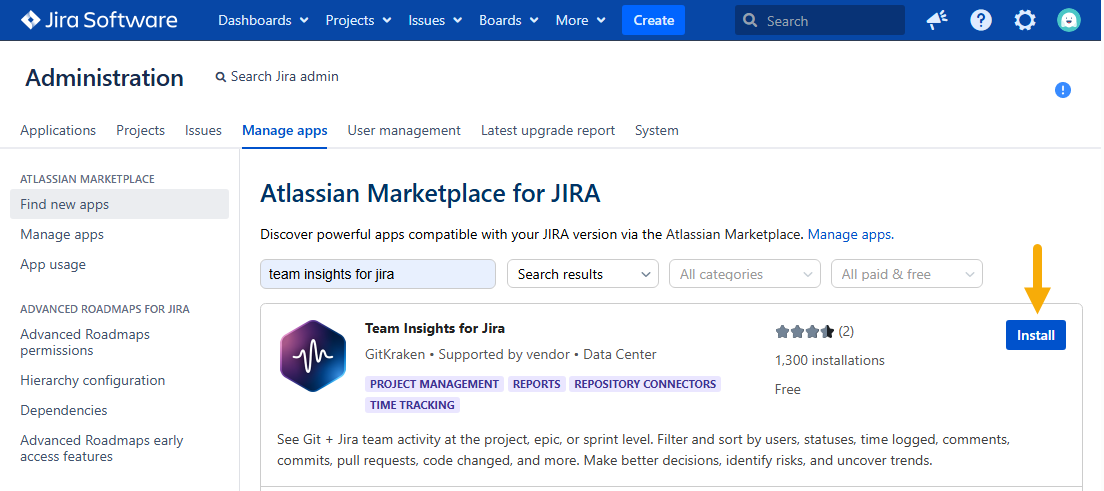 Jira Software Dashboards Projects Issues Boards More Create Search
Administration Search Jira admin
Applications Projects Issues Manage apps User management Latest upgrade report System
ATLASSIAN MARKETPLACE
Find new apps
Manage apps
App usage
ADVANCED ROADMAPS FOR JIRA
Advanced Roadmaps
permissions
Hierarchy configuration
Dependencies
Advanced Roadmaps early
access features
Atlassian Marketplace for JIRA
Discover powerful apps compatible with your JIRA version via the Atlassian Marketplace. Manage apps.
team insights for jira Search results All categories All paid & free
Team Insights for Jira (2) Install
GitKraken • Supported by vendor • Data Center 1,300 installations
PROJECT MANAGEMENT REPORTS REPOSITORY CONNECTORS Free
TIME TRACKING
See Git + Jira team activity at the project, epic, or sprint level. Filter and sort by users, statuses, time logged, comments,
commits, pull requests, code changed, and more. Make better decisions, identify risks, and uncover trends.